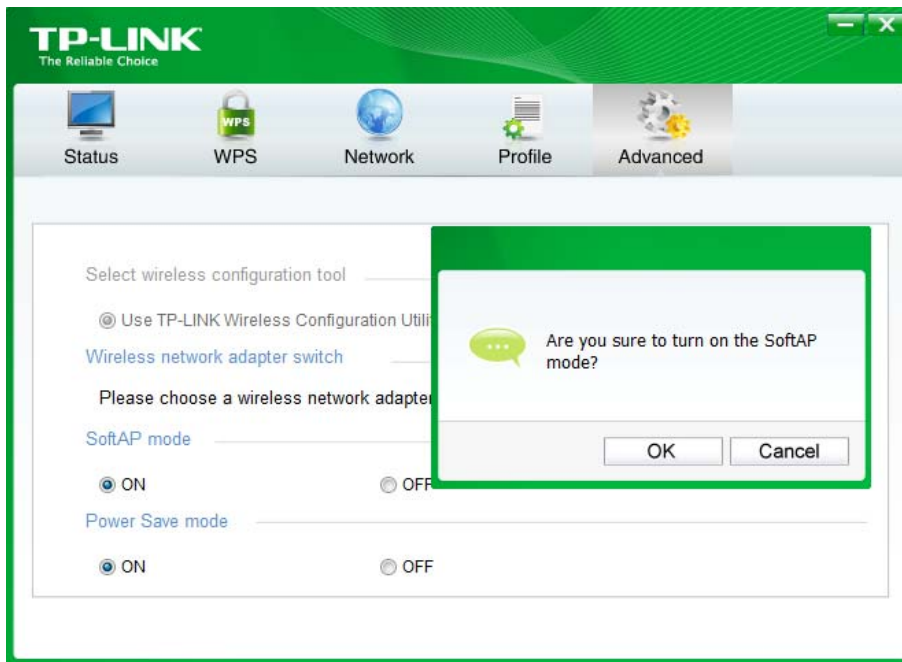 TP-LINK
The Reliable Choice
WPS
Status
WPS
Network
Profile
Advanced
Select wireless configuration tool
Use TP-LINK Wireless Configuration
Wireless network adapter switch
Please choose a wireless network adapter
SoftAP mode
ON
OFF
Power Save mode
ON
OFF
Are you sure to turn on the SoftAP
mode?
OK
Cancel